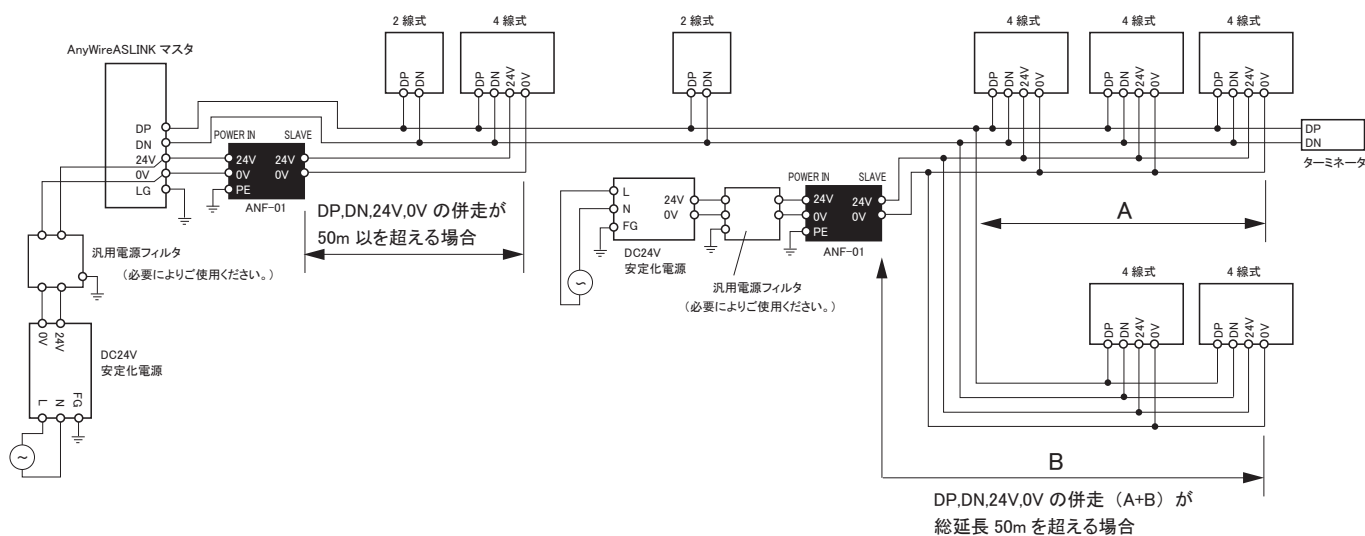 AnyWireASLINK マスタ
DP
DN
24V
0V
LG
POWER IN
SLAVE
24V
24V
0V
0V
PE
ANF-01
汎用電源フィルタ
（必要によりご使用ください。）
0V
24V
DC24V
安定化電源
L
N
FG
DP,DN,24V,0V の併走が
50m 以を超える場合
2 線式
DP
DN
4 線式
DP
DN
24V
0V
2 線式
DP
DN
L
N
FG
24V
0V
DC24V
安定化電源
汎用電源フィルタ
（必要によりご使用ください。）
POWER IN
SLAVE
24V
24V
0V
0V
PE
ANF-01
4 線式
DP
DN
24V
0V
4 線式
DP
DN
24V
0V
4 線式
DP
DN
24V
0V
DP
DN
ターミネータ
A
4 線式
DP
DN
24V
0V
4 線式
DP
DN
24V
0V
B
DP,DN,24V,0V の併走（A+B）が
総延長 50m を超える場合